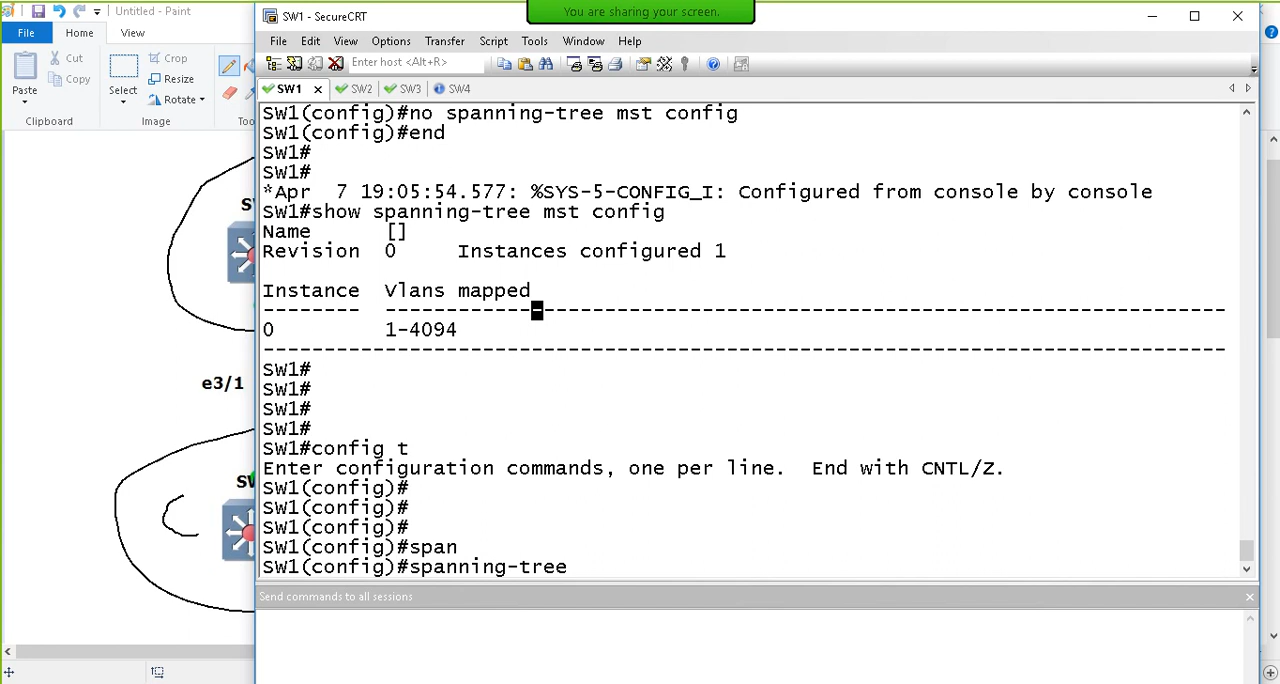 Untitled - Paint
SW1 - SecureCRT
You are sharing your screen.
File Home View
File Edit View Options Transfer Script Tools Window Help
Paste
Cut
Copy
Clipboard
Select
Crop
Resize
Rotate
Image
Enter host <Alt+R>
SW1 SW2 SW3 SW4
SW1(config)#no spanning-tree mst config
SW1(config)#end
SW1#
SW1#
*Apr  7 19:05:54.577: %SYS-5-CONFIG_I: Configured from console by console
SW1#show spanning-tree mst config
Name      []
Revision  0     Instances configured 1
Instance  Vlans mapped
--------  ---------------------------------------------------------------------
0         1-4094
-------------------------------------------------------------------------------
SW1#
SW1#
SW1#
SW1#
SW1#config t
Enter configuration commands, one per line.  End with CNTL/Z.
SW1(config)#
SW1(config)#
SW1(config)#
SW1(config)#span
SW1(config)#spanning-tree
e3/1
Send commands to all sessions